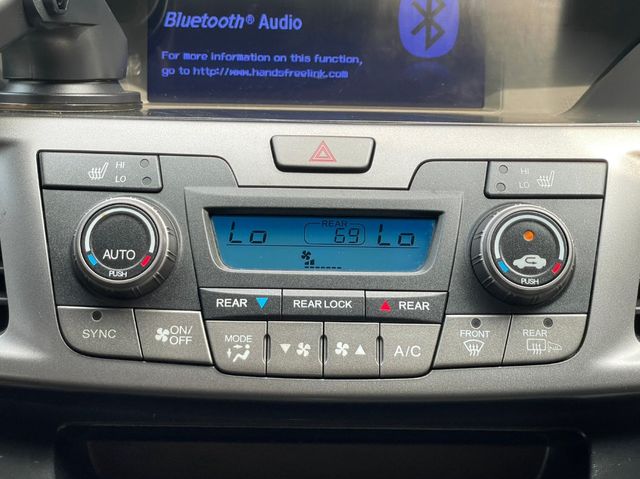 Bluetooth® Audio
For more information on this function,
go to http://www.handsfreelink.com
HI
LO
HI
LO
AUTO
PUSH
REAR
Lo 69 Lo
PUSH
REAR REAR LOCK REAR
SYNC
ON/
OFF
MODE
A/C
FRONT
REAR